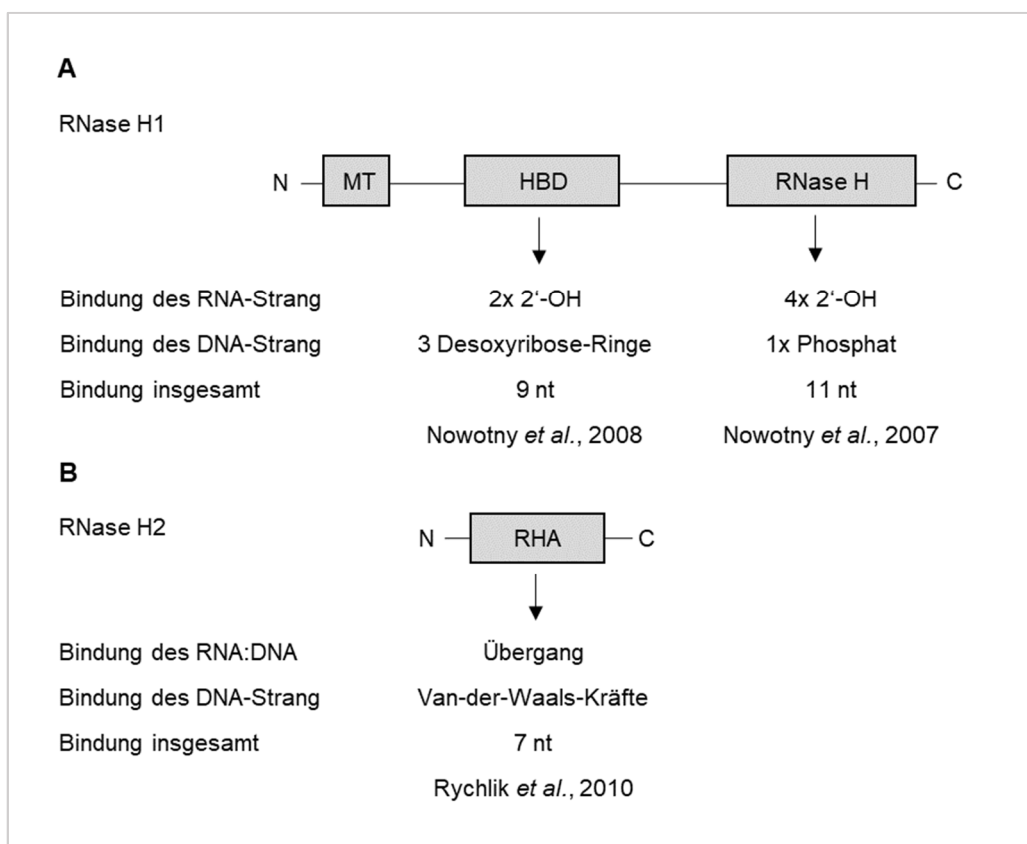 A
RNase H1
N MT HBD RNase H C
Bindung des RNA-Strang 2x 2‘-OH 4x 2‘-OH
Bindung des DNA-Strang 3 Desoxyribose-Ringe 1x Phosphat
Bindung insgesamt 9 nt 11 nt
Nowotny et al., 2008 Nowotny et al., 2007
B
RNase H2
N RHA C
Bindung des RNA:DNA Übergang
Bindung des DNA-Strang Van-der-Waals-Kräfte
Bindung insgesamt 7 nt
Rychlik et al., 2010